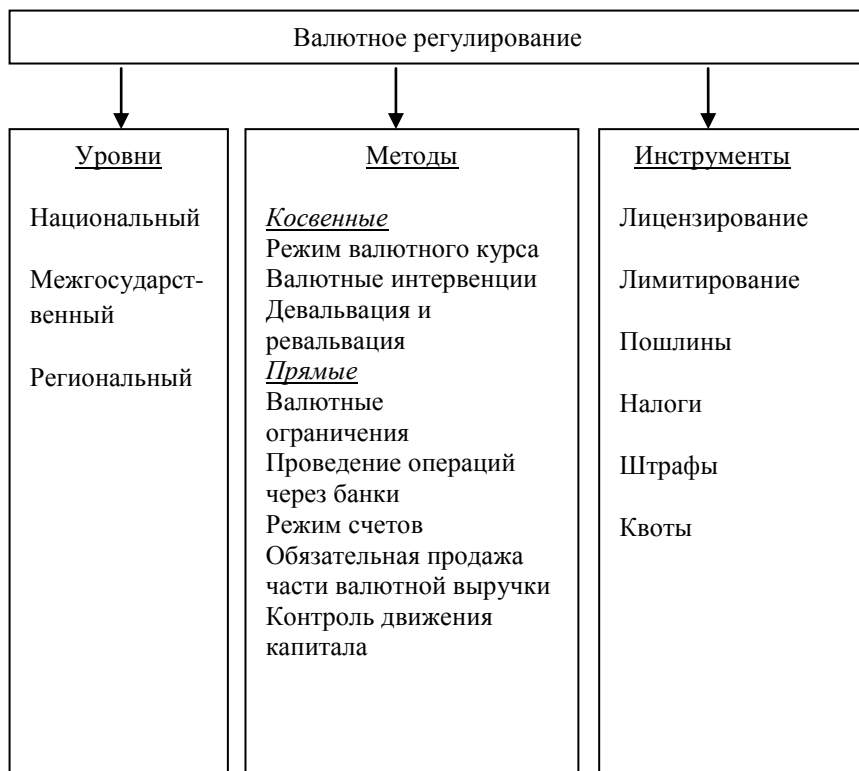 Валютное регулирование
Уровни
Национальный
Межгосударст-
венный
Региональный
Методы
Косвенные
Режим валютного курса
Валютные интервенции
Девальвация и
ревальвация
Прямые
Валютные
ограничения
Проведение операций
через банки
Режим счетов
Обязательная продажа
части валютной выручки
Контроль движения
капитала
Инструменты
Лицензирование
Лимитирование
Пошлины
Налоги
Штрафы
Квоты